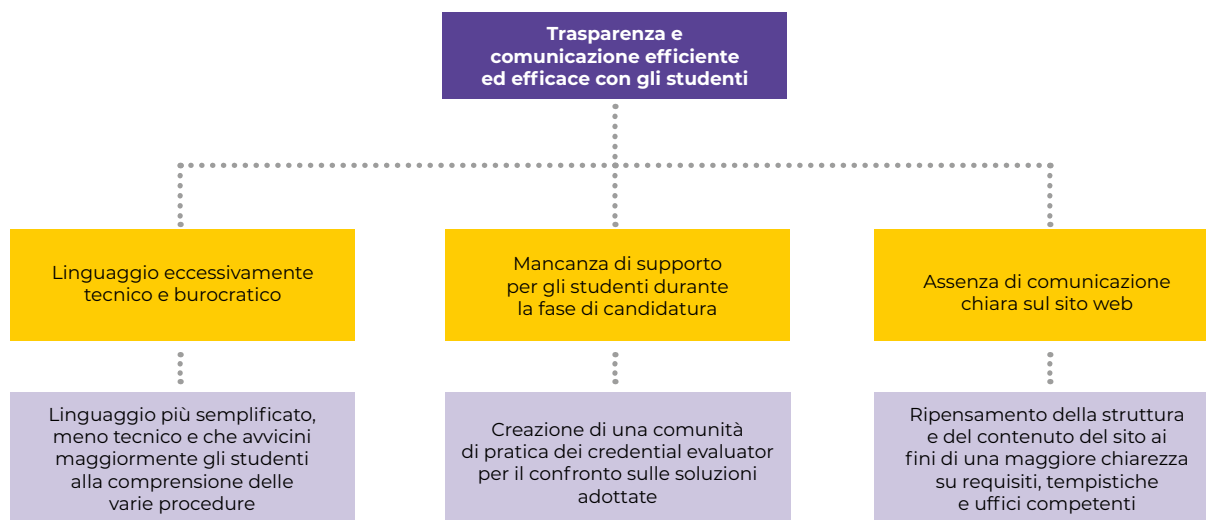 Trasparenza e
comunicazione efficiente
ed efficace con gli studenti
Linguaggio eccessivamente
tecnico e burocratico
Mancanza di supporto
per gli studenti durante
la fase di candidatura
Assenza di comunicazione
chiara sul sito web
Linguaggio più semplificato,
meno tecnico e che avvicini
maggiormente gli studenti
alla comprensione delle
varie procedure
Creazione di una comunità
di pratica dei credential evaluator
per il confronto sulle soluzioni
adottate
Ripensamento della struttura
e del contenuto del sito ai
fini di una maggiore chiarezza
su requisiti, tempistiche
e uffici competenti